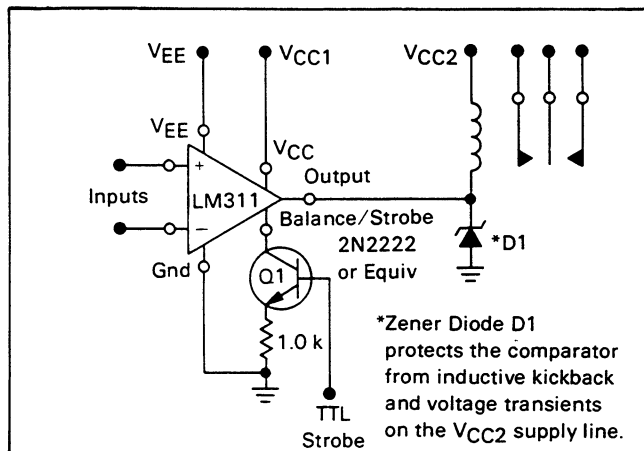 VEE
VCC1
VCC2
VEE
VCC
Output
+
Inputs
LM311
−
Balance/Strobe
2N2222
or Equiv
*D1
Gnd
Q1
1.0 k
TTL
Strobe
*Zener Diode D1
protects the comparator
from inductive kickback
and voltage transients
on the VCC2 supply line.